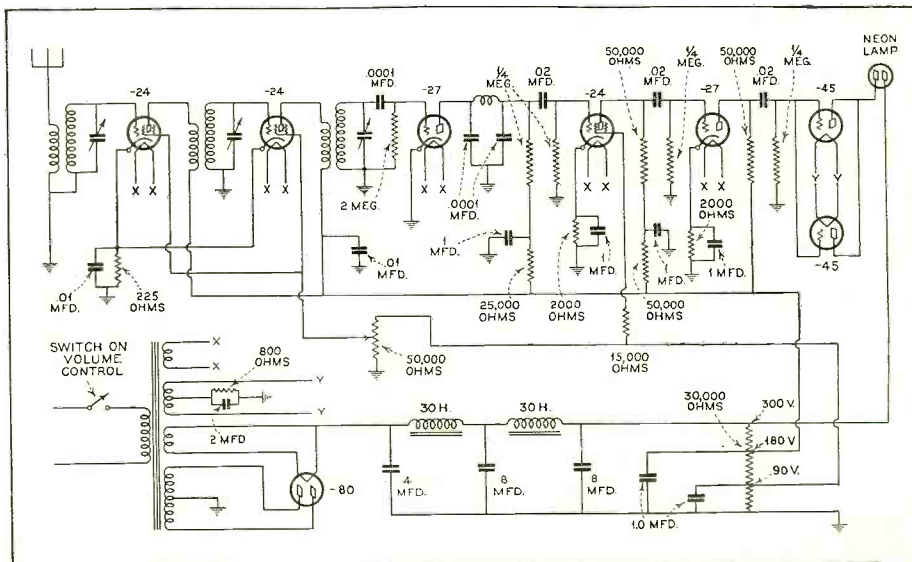 NEON
LAMP
50,000
OHMS
1/4
MEG.
50,000
OHMS
1/4
MEG.
.0001
MFD.
1/4
MEG.
.02
MFD.
.02
MFD.
.02
MFD.
-24
-24
-27
-24
-27
-45
X X
X X
2 MEG.
X X
.0001
MFD.
X X
X X
Y Y
2000
OHMS
-45
.01
MFD.
225
OHMS
.01
MFD.
1
MFD.
25,000
OHMS
2000
OHMS
1
MFD.
1
MFD.
50,000
OHMS
1 MFD.
SWITCH ON
VOLUME
CONTROL
X
X
800
OHMS
Y
Y
2 MFD
50,000
OHMS
15,000
OHMS
30 H.
30 H.
30,000
OHMS
300 V.
180 V.
90 V.
-80
4
MFD.
8
MFD.
8
MFD.
1.0 MFD.